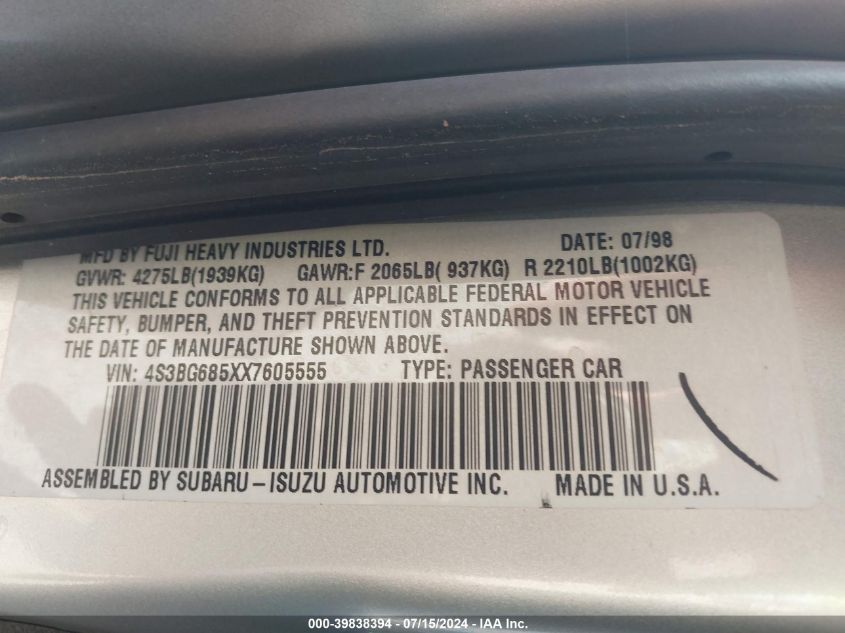 MFD BY FUJI HEAVY INDUSTRIES LTD. DATE: 07/98
GVWR: 4275LB(1939KG) GAWR:F 2065LB( 937KG) R 2210LB(1002KG)
THIS VEHICLE CONFORMS TO ALL APPLICABLE FEDERAL MOTOR VEHICLE
SAFETY, BUMPER, AND THEFT PREVENTION STANDARDS IN EFFECT ON
THE DATE OF MANUFACTURE SHOWN ABOVE.
VIN: 4S3BG685XX7605555 TYPE: PASSENGER CAR
ASSEMBLED BY SUBARU-ISUZU AUTOMOTIVE INC. MADE IN U.S.A.
000-39838394 - 07/15/2024 - IAA Inc.